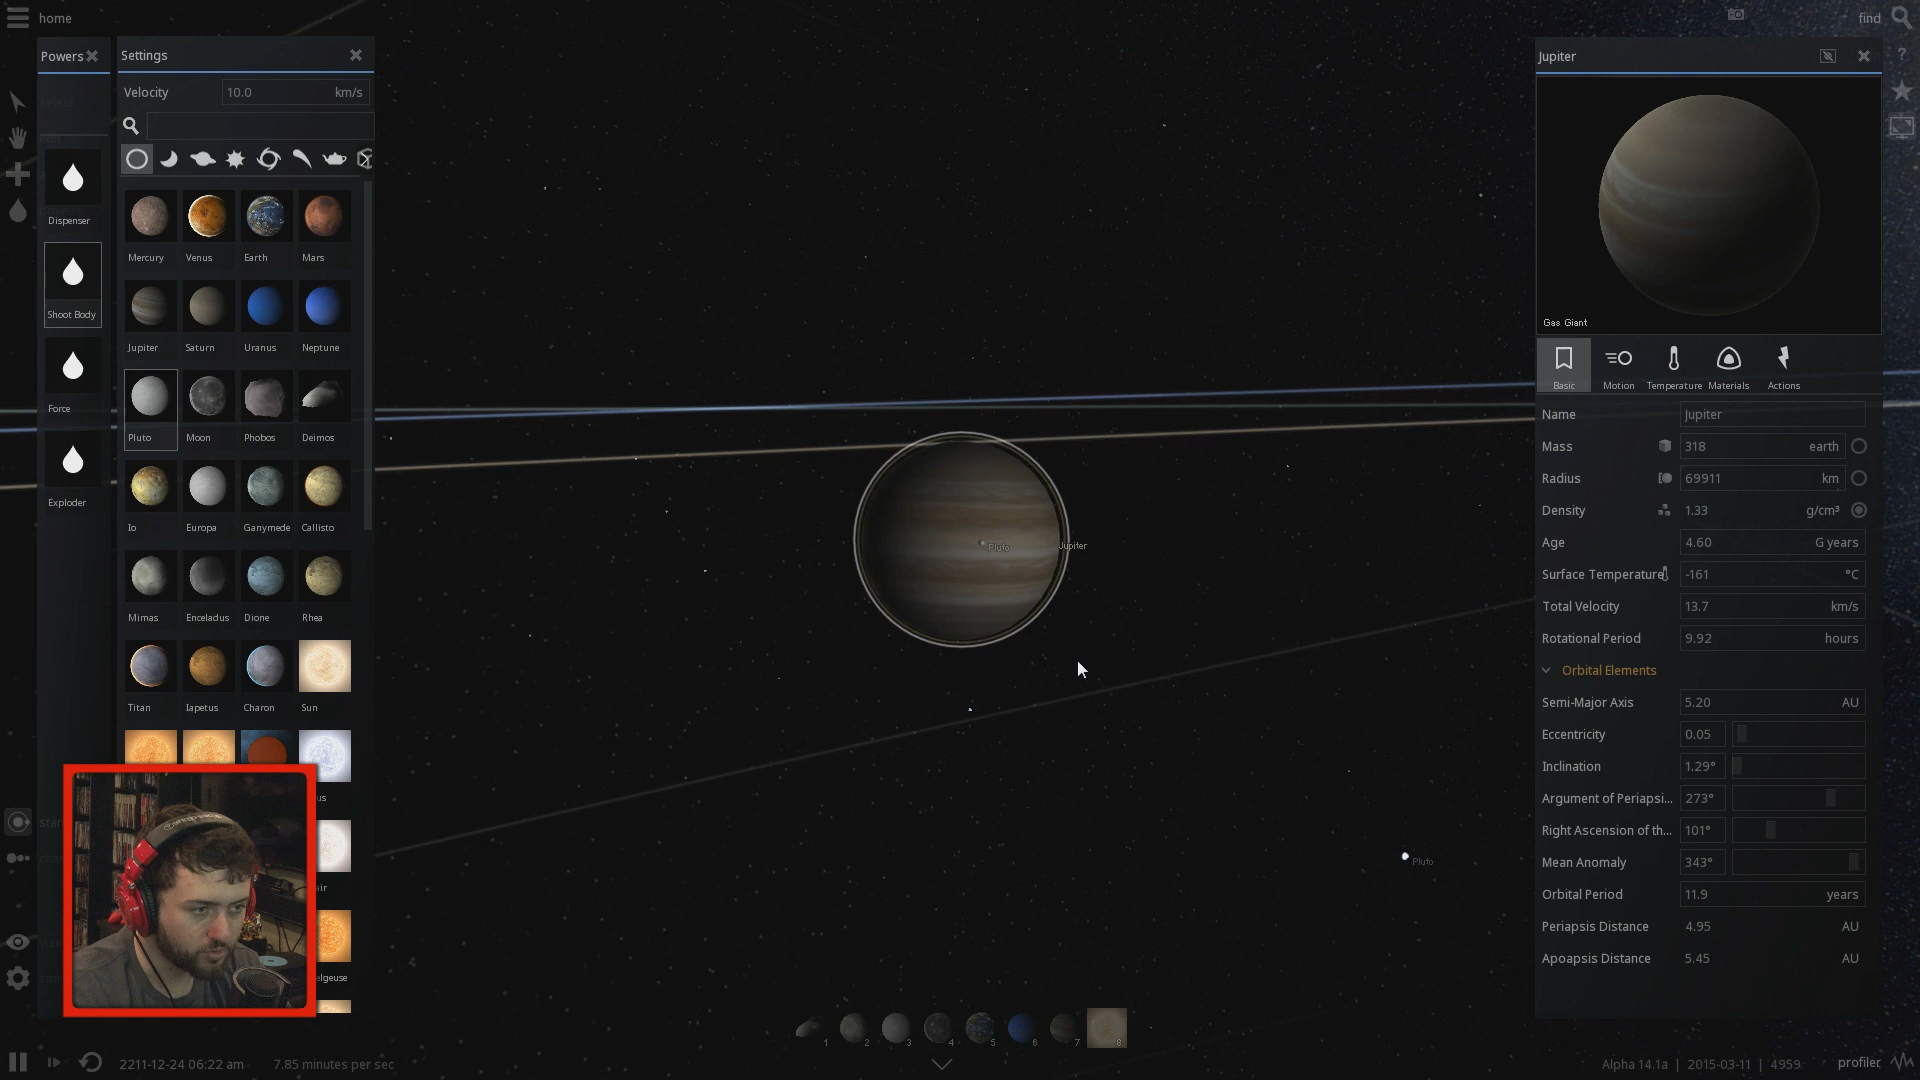 home
find
Powers
Dispenser
Shoot Body
Force
Exploder
Settings
Velocity 10.0 km/s
Mercury Venus Earth Mars
Jupiter Saturn Uranus Neptune
Pluto Moon Phobos Deimos
Io Europa Ganymede Callisto
Mimas Enceladus Dione Rhea
Titan Iapetus Charon Sun
us
air
elgeuse
Pluto
Jupiter
Pluto
1 2 3 4 5 6 7 8
Jupiter
Gas Giant
Basic Motion Temperature Materials Actions
Name Jupiter
Mass 318 earth
Radius 69911 km
Density 1.33 g/cm³
Age 4.60 G years
Surface Temperature -161 °C
Total Velocity 13.7 km/s
Rotational Period 9.92 hours
Orbital Elements
Semi-Major Axis 5.20 AU
Eccentricity 0.05
Inclination 1.29°
Argument of Periapsi... 273°
Right Ascension of th... 101°
Mean Anomaly 343°
Orbital Period 11.9 years
Periapsis Distance 4.95 AU
Apoapsis Distance 5.45 AU
2211-12-24 06:22 am 7.85 minutes per sec
Alpha 14.1a | 2015-03-11 | 4959
profiler